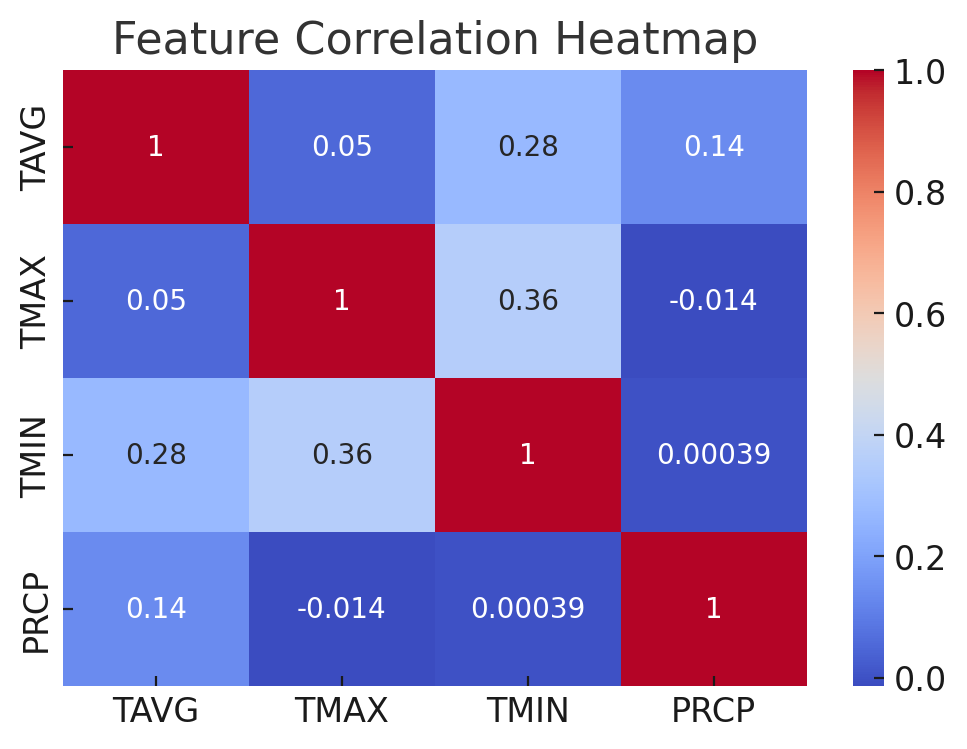 Feature Correlation Heatmap
TAVG 1 0.05 0.28 0.14
TMAX 0.05 1 0.36 -0.014
TMIN 0.28 0.36 1 0.00039
PRCP 0.14 -0.014 0.00039 1
TAVG TMAX TMIN PRCP
1.0
0.8
0.6
0.4
0.2
0.0